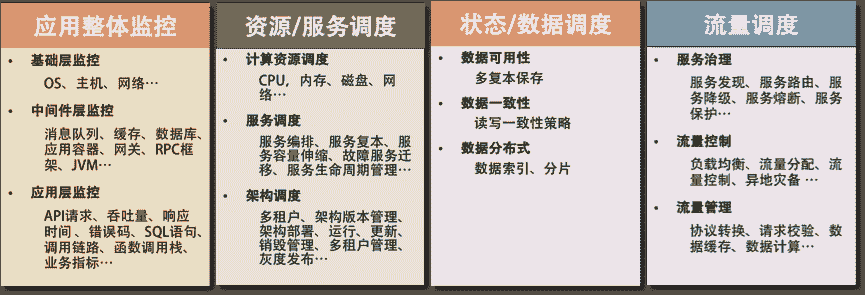 应用整体监控
• 基础层监控
OS、主机、网络…
• 中间件层监控
消息队列、缓存、数据库、
应用容器、网关、RPC框
架、JVM…
• 应用层监控
API请求、吞吐量、响应
时间 、错误码、SQL语句、
调用链路、函数调用栈、
业务指标…
资源/服务调度
• 计算资源调度
CPU，内存、磁盘、网
络…
• 服务调度
服务编排、服务复本、服
务容量伸缩、故障服务迁
移、服务生命周期管理…
• 架构调度
多租户、架构版本管理、
架构部署、运行、更新、
销毁管理、多租户管理、
灰度发布…
状态/数据调度
• 数据可用性
多复本保存
• 数据一致性
读写一致性策略
• 数据分布式
数据索引、分片
流量调度
• 服务治理
服务发现、服务路由、服
务降级、服务熔断、服务
保护…
• 流量控制
负载均衡、流量分配、流
量控制、异地灾备 …
• 流量管理
协议转换、请求校验、数
据缓存、数据计算…